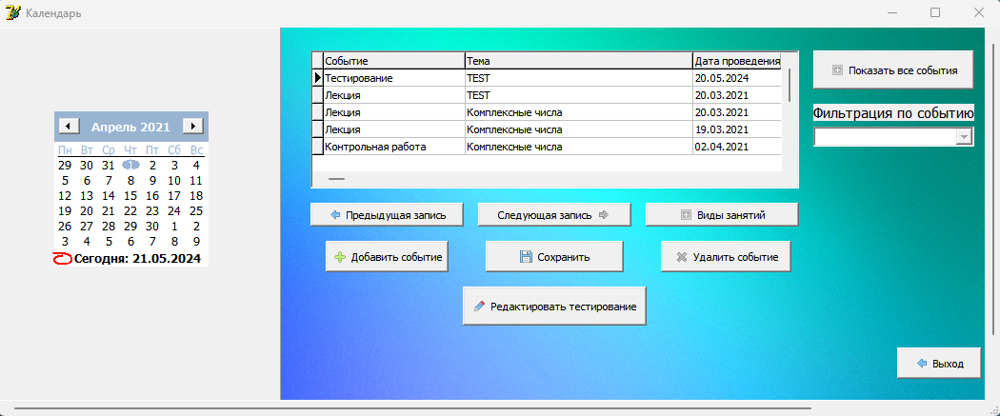 Календарь
Апрель 2021
Пн Вт Ср Чт Пт Сб Вс
29 30 31 1 2 3 4
5 6 7 8 9 10 11
12 13 14 15 16 17 18
19 20 21 22 23 24 25
26 27 28 29 30 1 2
3 4 5 6 7 8 9
Сегодня: 21.05.2024
Событие Тема Дата проведения
Тестирование TEST 20.05.2024
Лекция TEST 20.03.2021
Лекция Комплексные числа 20.03.2021
Лекция Комплексные числа 19.03.2021
Контрольная работа Комплексные числа 02.04.2021
Показать все события
Фильтрация по событию
Предыдущая запись Следующая запись Виды занятий
Добавить событие Сохранить Удалить событие
Редактировать тестирование
Выход